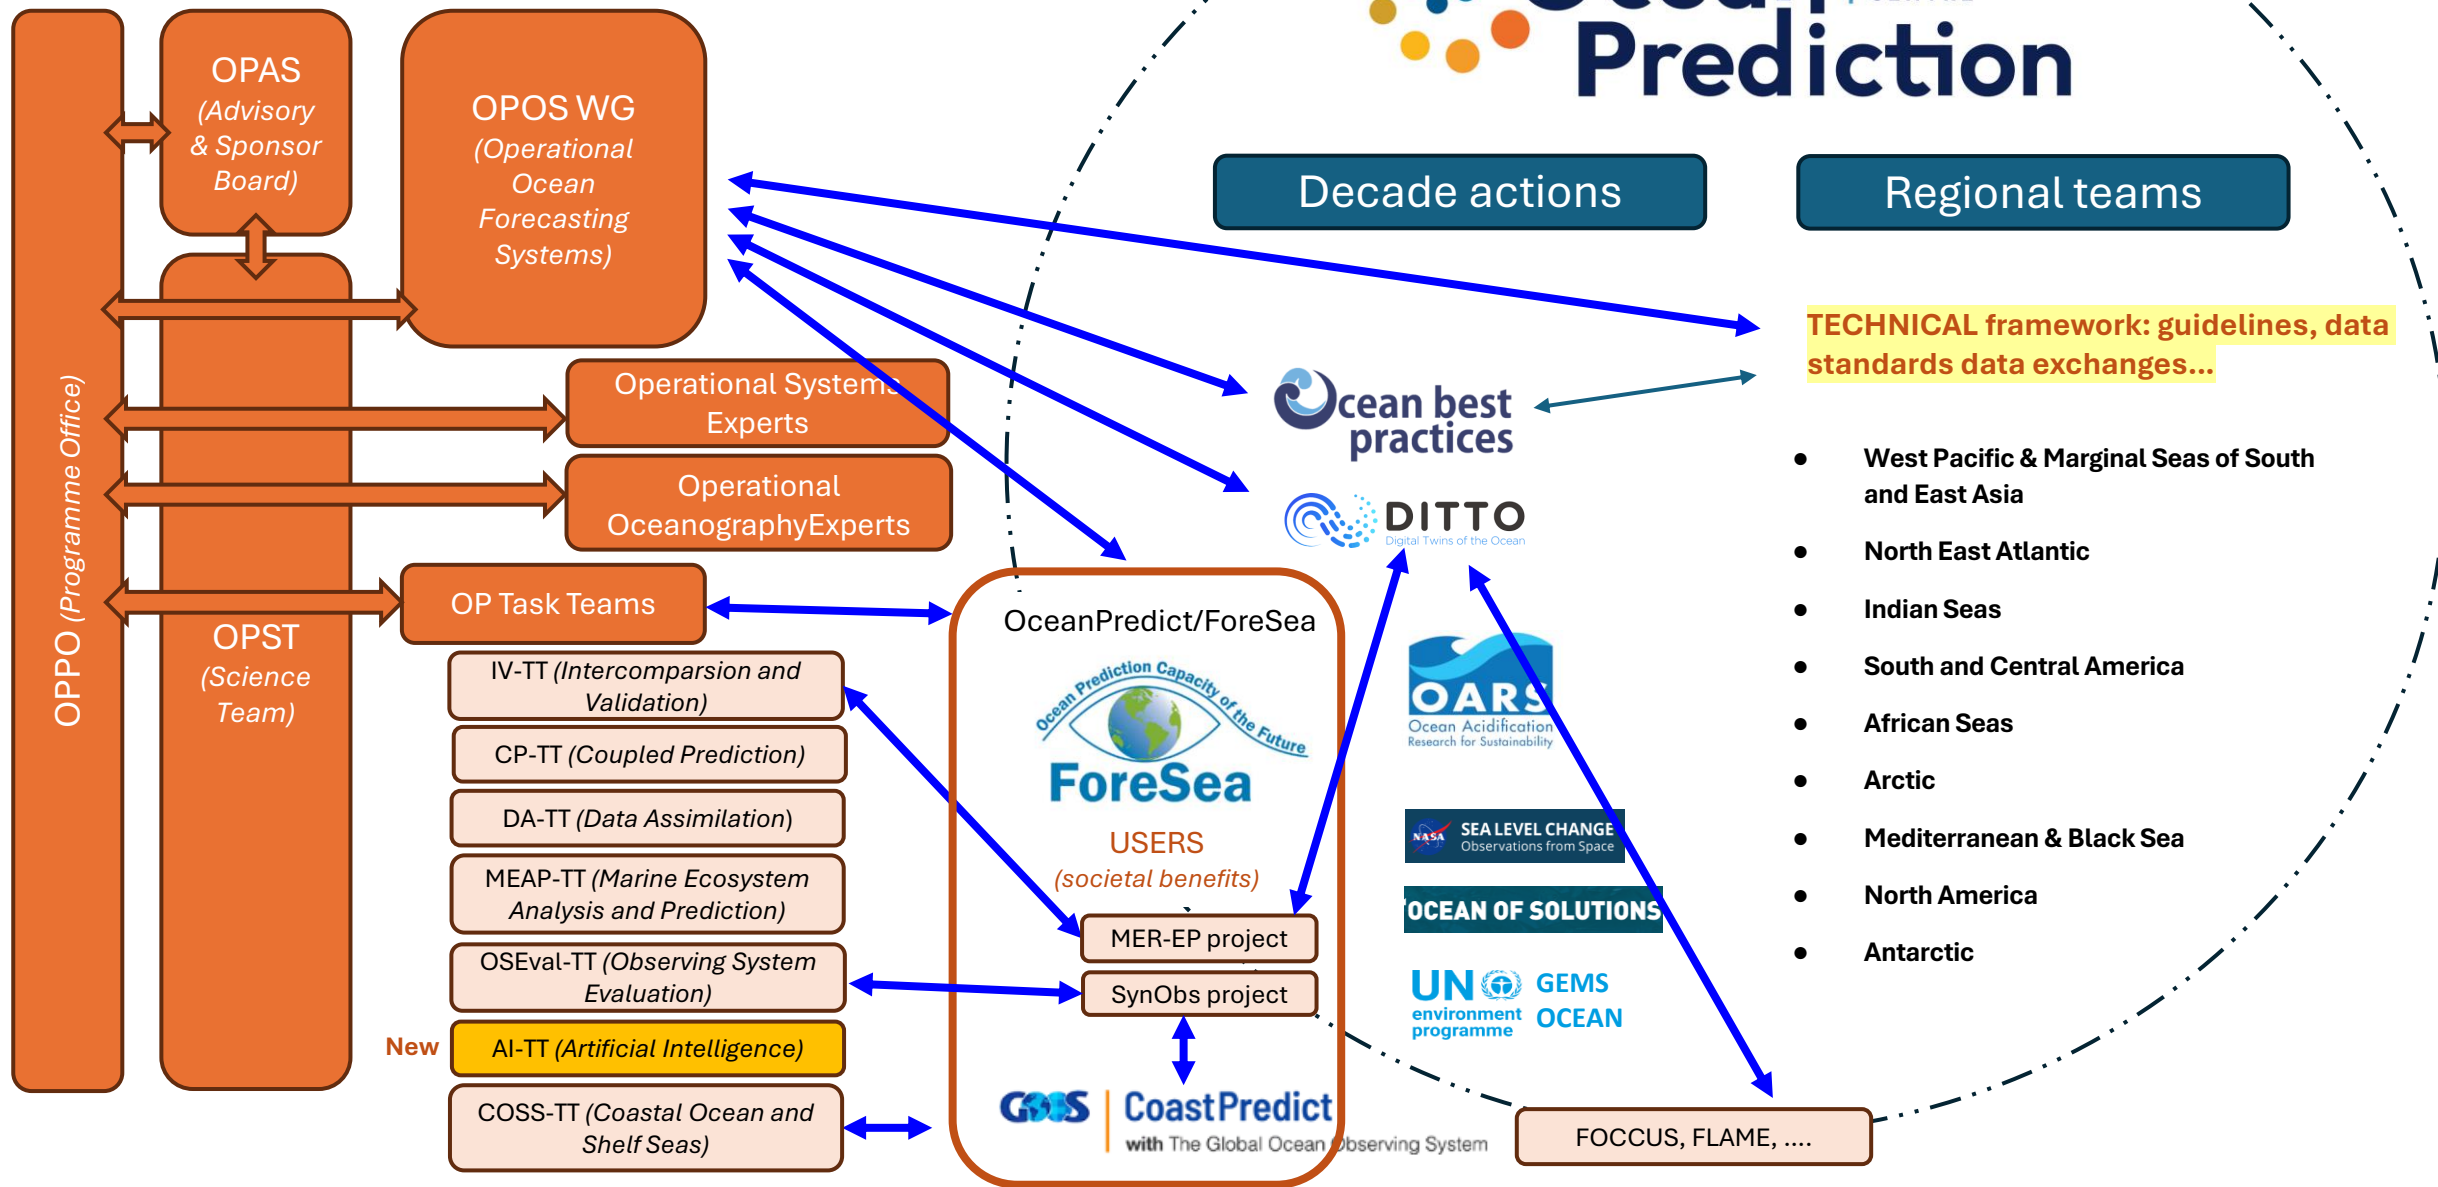 OPPO (Programme Office)
OPAS
(Advisory
& Sponsor
Board)
OPST
(Science
Team)
OPOS WG
(Operational
Ocean
Forecasting
Systems)
Operational Systems
Experts
Operational
OceanographyExperts
OP Task Teams
IV-TT (Intercomparsion and
Validation)
CP-TT (Coupled Prediction)
DA-TT (Data Assimilation)
MEAP-TT (Marine Ecosystem
Analysis and Prediction)
OSEval-TT (Observing System
Evaluation)
New
AI-TT (Artificial Intelligence)
COSS-TT (Coastal Ocean and
Shelf Seas)
OceanPredict/ForeSea
Ocean Prediction Capacity of the Future
ForeSea
USERS
(societal benefits)
MER-EP project
SynObs project
GOOS
CoastPredict
with The Global Ocean Observing System
Prediction
Decade actions
Ocean best
practices
DITTO
Digital Twins of the Ocean
OARS
Ocean Acidification
Research for Sustainability
NASA
SEA LEVEL CHANGE
Observations from Space
OCEAN OF SOLUTIONS
UN
environment
programme
GEMS
OCEAN
FOCCUS, FLAME, ....
Regional teams
TECHNICAL framework: guidelines, data
standards data exchanges...
● West Pacific & Marginal Seas of South
and East Asia
● North East Atlantic
● Indian Seas
● South and Central America
● African Seas
● Arctic
● Mediterranean & Black Sea
● North America
● Antarctic